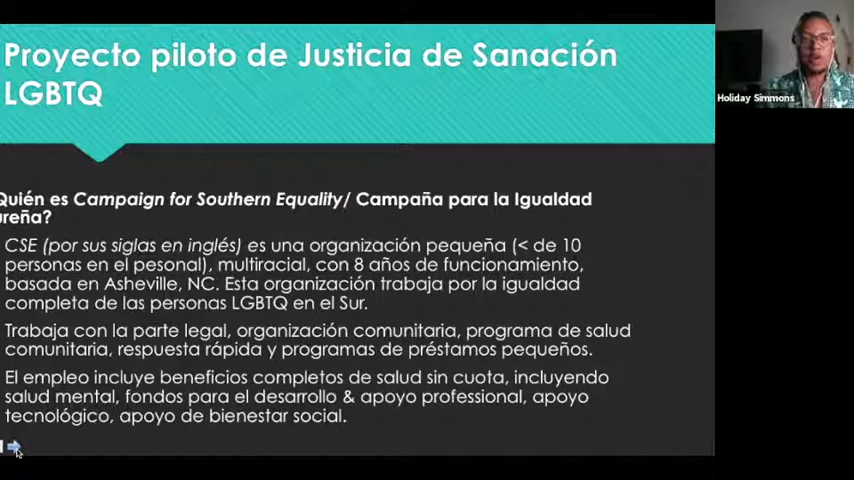 Proyecto piloto de Justicia de Sanación
LGBTQ
Holiday Simmons
Quién es Campaign for Southern Equality/ Campaña para la Igualdad
ureña?
CSE (por sus siglas en inglés) es una organización pequeña (< de 10
personas en el pesonal), multiracial, con 8 años de funcionamiento,
basada en Asheville, NC. Esta organización trabaja por la igualdad
completa de las personas LGBTQ en el Sur.
Trabaja con la parte legal, organización comunitaria, programa de salud
comunitaria, respuesta rápida y programas de préstamos pequeños.
El empleo incluye beneficios completos de salud sin cuota, incluyendo
salud mental, fondos para el desarrollo & apoyo professional, apoyo
tecnológico, apoyo de bienestar social.